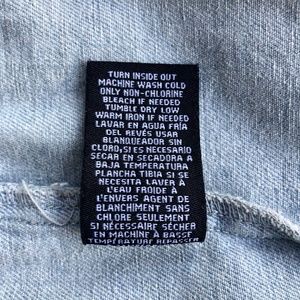 TURN INSIDE OUT
MACHINE WASH COLD
ONLY NON-CHLORINE
BLEACH IF NEEDED
TUMBLE DRY LOW
WARM IRON IF NEEDED
LAVAR EN AGUA FRÍA
DEL REVÉS USAR
BLANQUEADOR SIN
CLORO,SI ES NECESARIO
SECAR EN SECADORA A
BAJA TEMPERATURA
PLANCHA TIBIA SI SE
NECESITA LAVER À
L'EAU FROIDE À
L'ENVERS AGENT DE
BLANCHIMENT SANS
CHLORE SEULEMENT
SI NÉCESSAIRE SÉCHER
EN MACHINE À BASSE
TEMPÉRATURE REPASSER